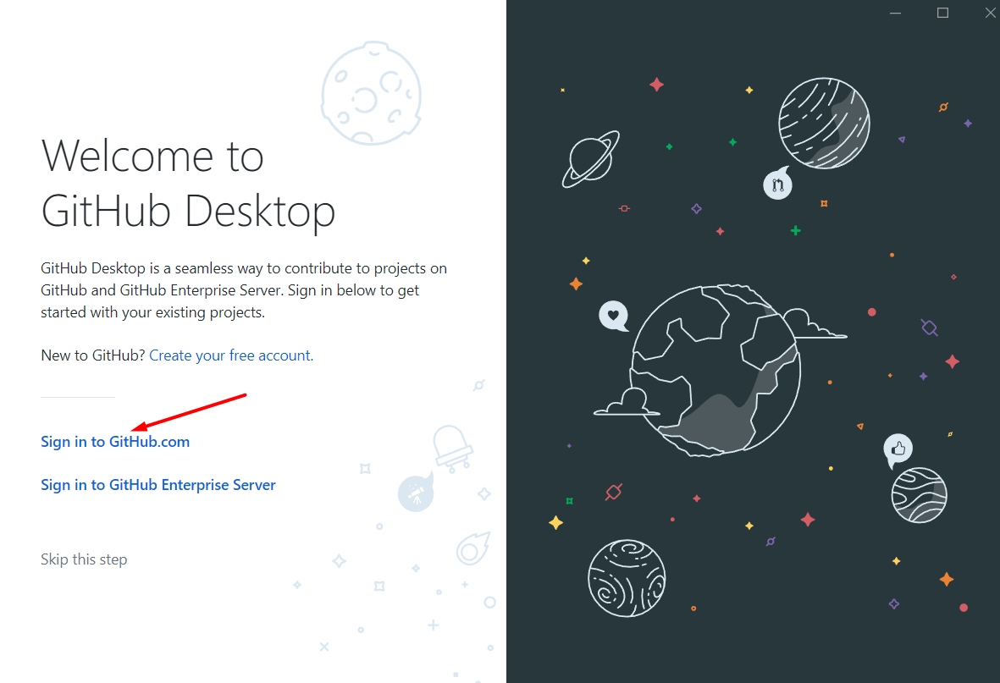 Welcome to
GitHub Desktop
GitHub Desktop is a seamless way to contribute to projects on
GitHub and GitHub Enterprise Server. Sign in below to get
started with your existing projects.
New to GitHub? Create your free account.
Sign in to GitHub.com
Sign in to GitHub Enterprise Server
Skip this step